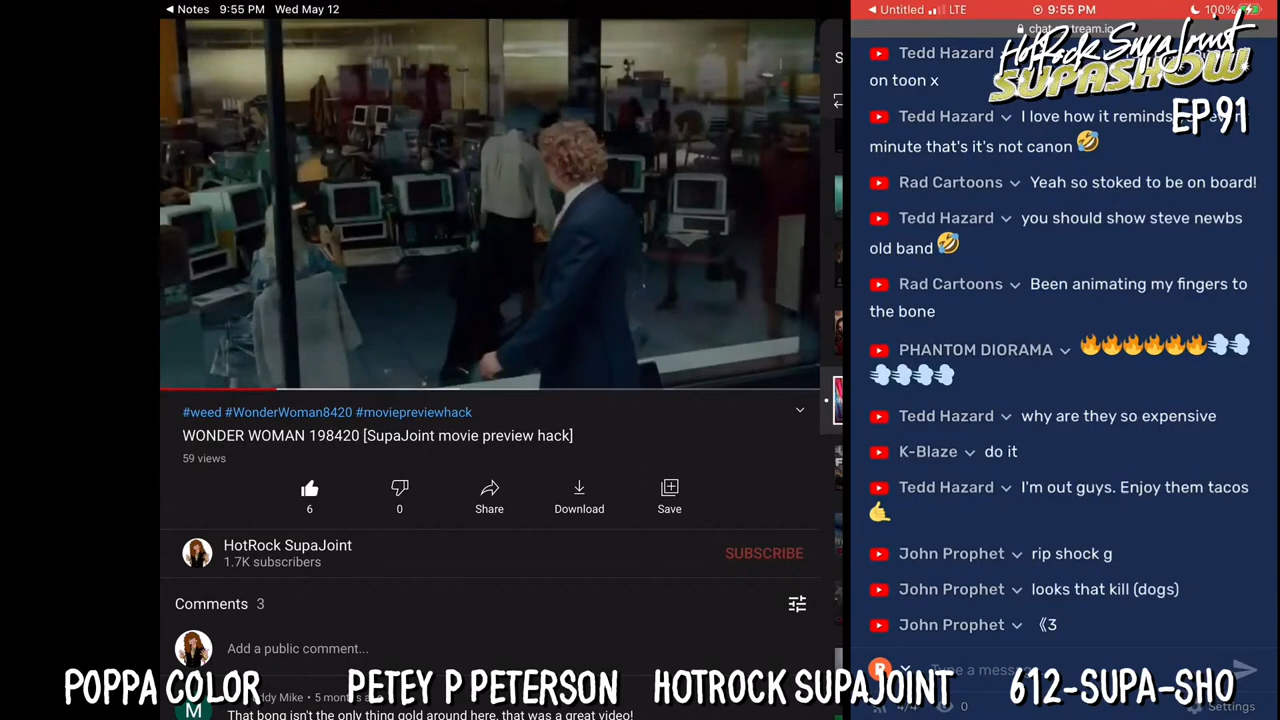 Notes 9:55 PM Wed May 12
Untitled LTE 9:55 PM 100%
HotRock SupaJoint
SUPASHOW
EP 91
Tedd Hazard
on toon x
Tedd Hazard I love how it reminds
minute that's it's not canon 🤣
Rad Cartoons Yeah so stoked to be on board!
Tedd Hazard you should show steve newbs
old band 🤣
Rad Cartoons Been animating my fingers to
the bone
PHANTOM DIORAMA 🔥🔥🔥🔥🔥🔥💨💨
💨💨💨💨
Tedd Hazard why are they so expensive
K-Blaze do it
Tedd Hazard I'm out guys. Enjoy them tacos
🤙
John Prophet rip shock g
John Prophet looks that kill (dogs)
John Prophet 《3
Type a message
4/4 0 Settings
#weed #WonderWoman8420 #moviepreviewhack
WONDER WOMAN 198420 [SupaJoint movie preview hack]
59 views
6 0 Share Download Save
HotRock SupaJoint
1.7K subscribers
SUBSCRIBE
Comments 3
Add a public comment...
Mike • 5 months
That bong isn't the only thing gold around here, that was a great video!
POPPA COLOR PETEY P PETERSON HOTROCK SUPAJOINT 612-SUPA-SHO